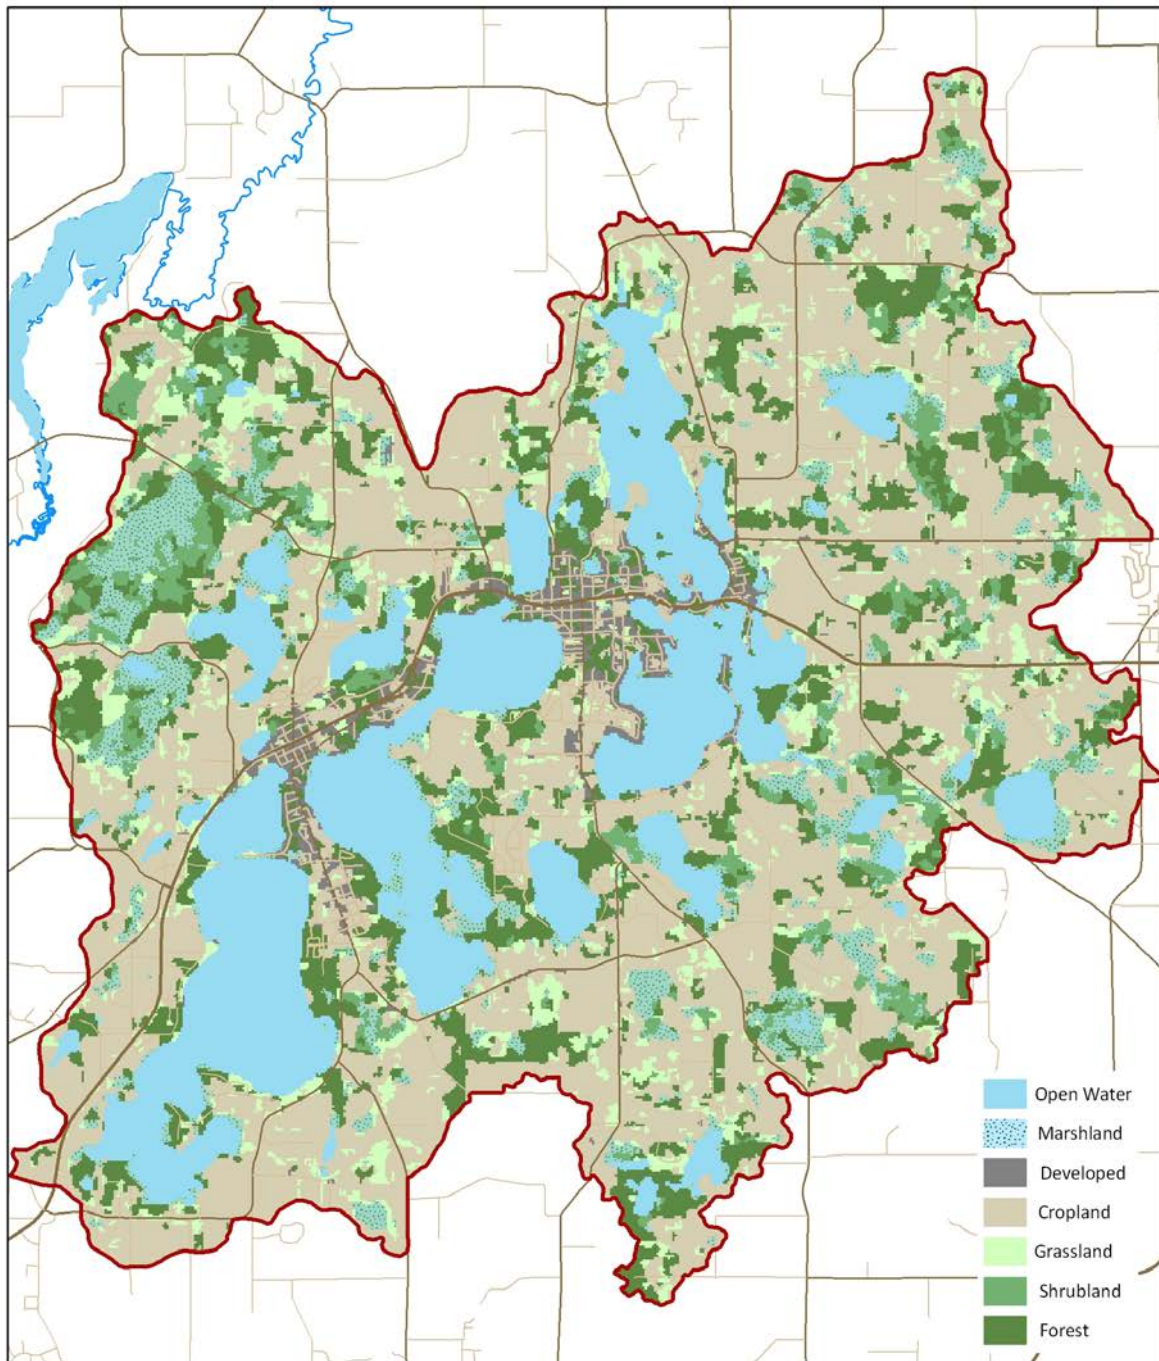 Open Water
Marshland
Developed
Cropland
Grassland
Shrubland
Forest